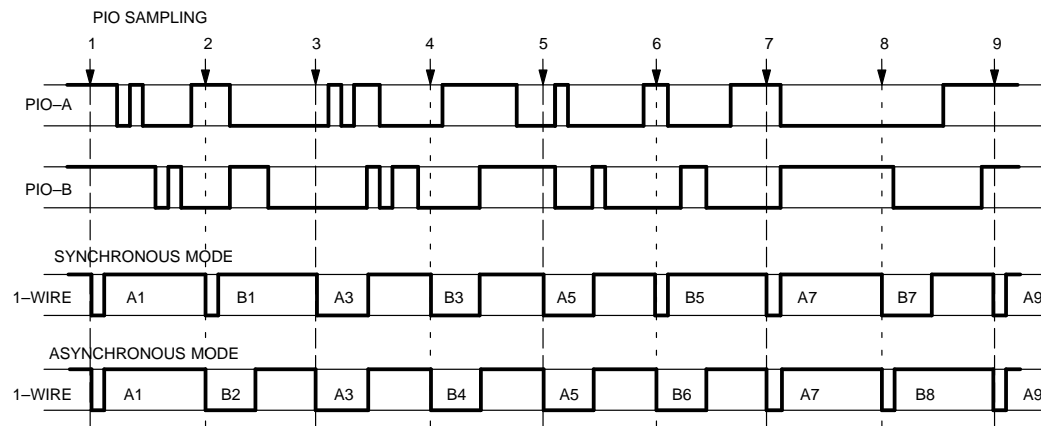 PIO SAMPLING
1 2 3 4 5 6 7 8 9
PIO–A
PIO–B
SYNCHRONOUS MODE
1–WIRE A1 B1 A3 B3 A5 B5 A7 B7 A9
ASYNCHRONOUS MODE
1–WIRE A1 B2 A3 B4 A5 B6 A7 B8 A9